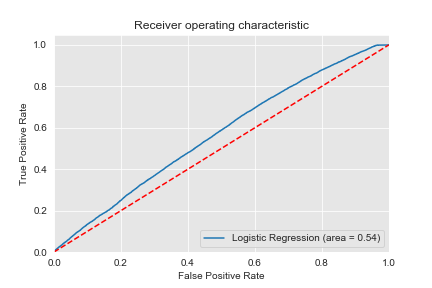 Receiver operating characteristic
1.0
0.8
0.6
0.4
0.2
0.0
True Positive Rate
Logistic Regression (area = 0.54)
0.0 0.2 0.4 0.6 0.8 1.0
False Positive Rate